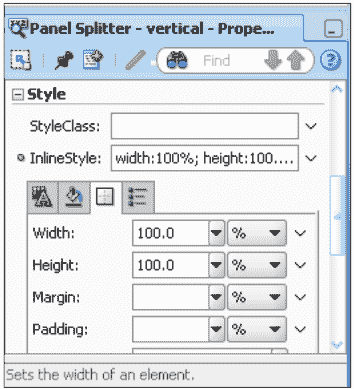 Panel Splitter - vertical - Prope...
Find
Style
StyleClass:
InlineStyle: width:100%; height:100....
Width: 100.0 %
Height: 100.0 %
Margin: %
Padding: %
Sets the width of an element.